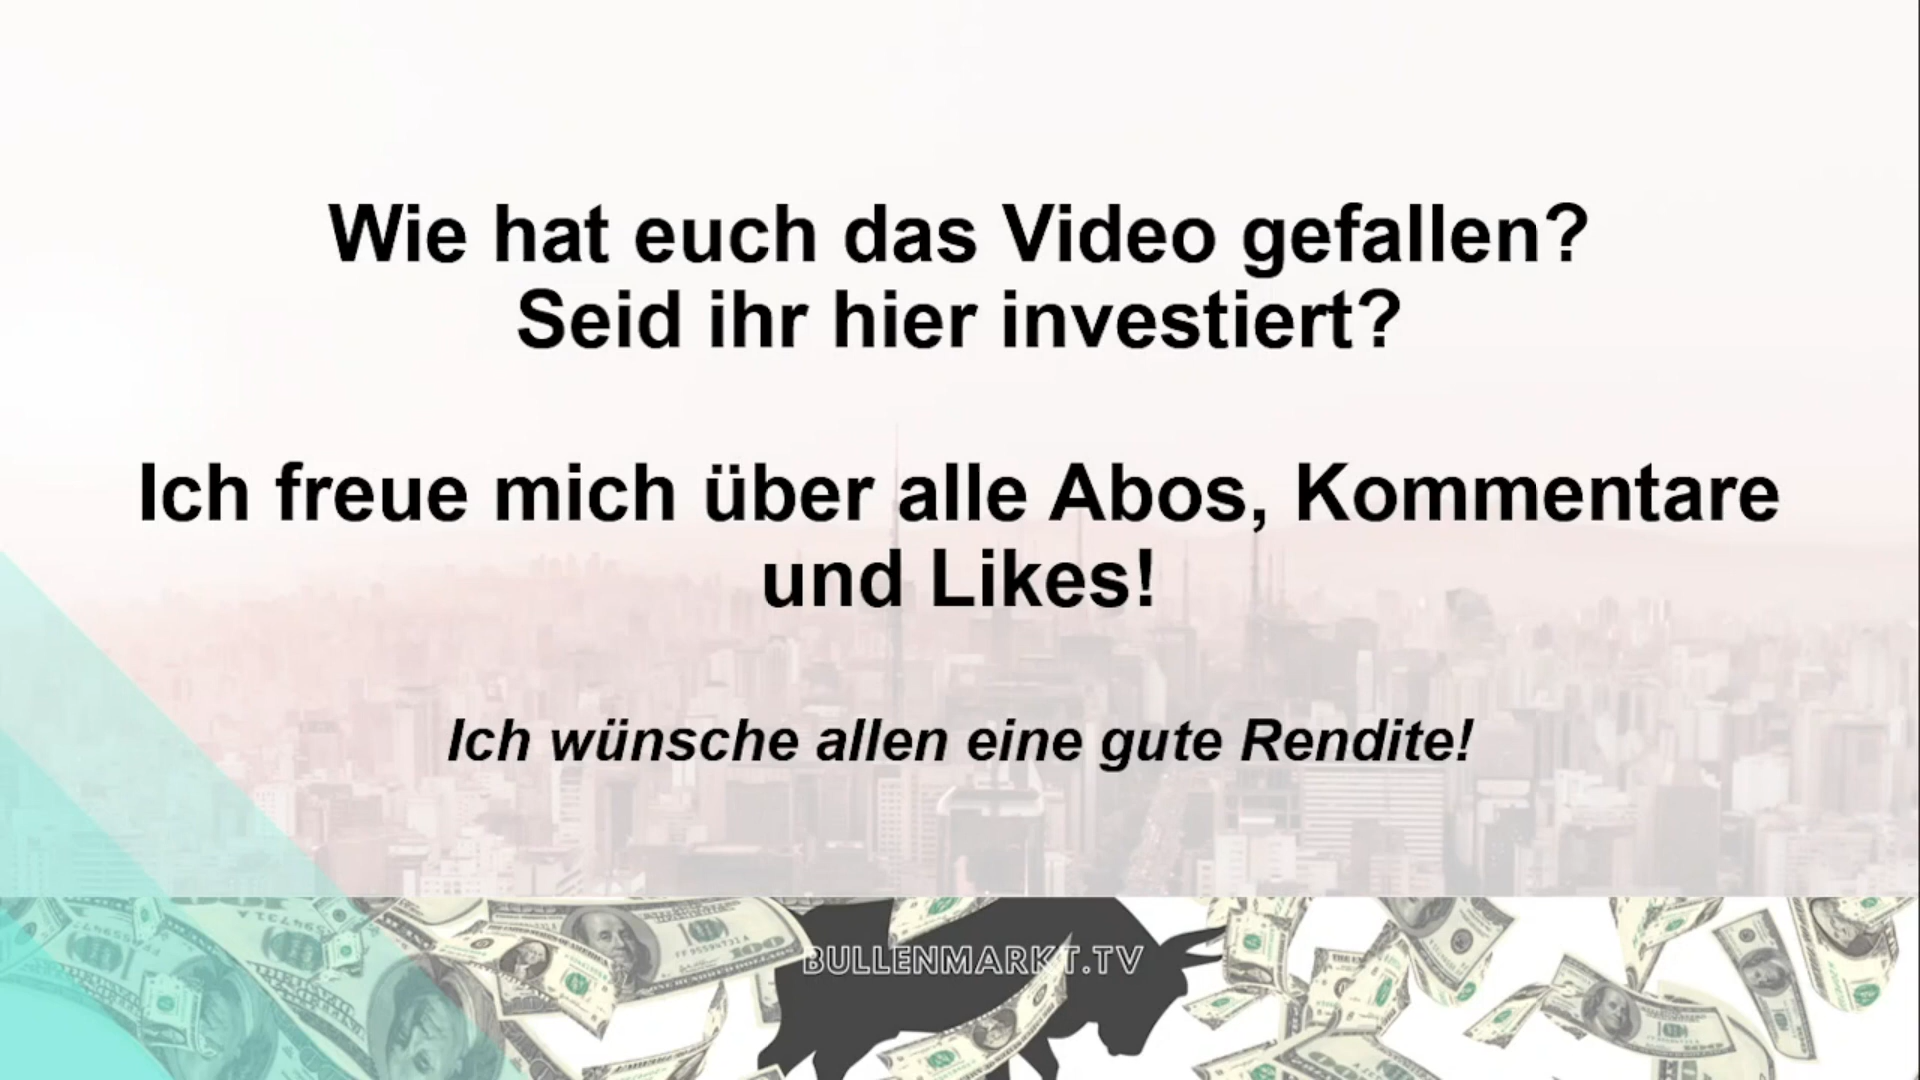 Wie hat euch das Video gefallen?
Seid ihr hier investiert?
Ich freue mich über alle Abos, Kommentare
und Likes!
Ich wünsche allen eine gute Rendite!
BULLENMARKT.TV